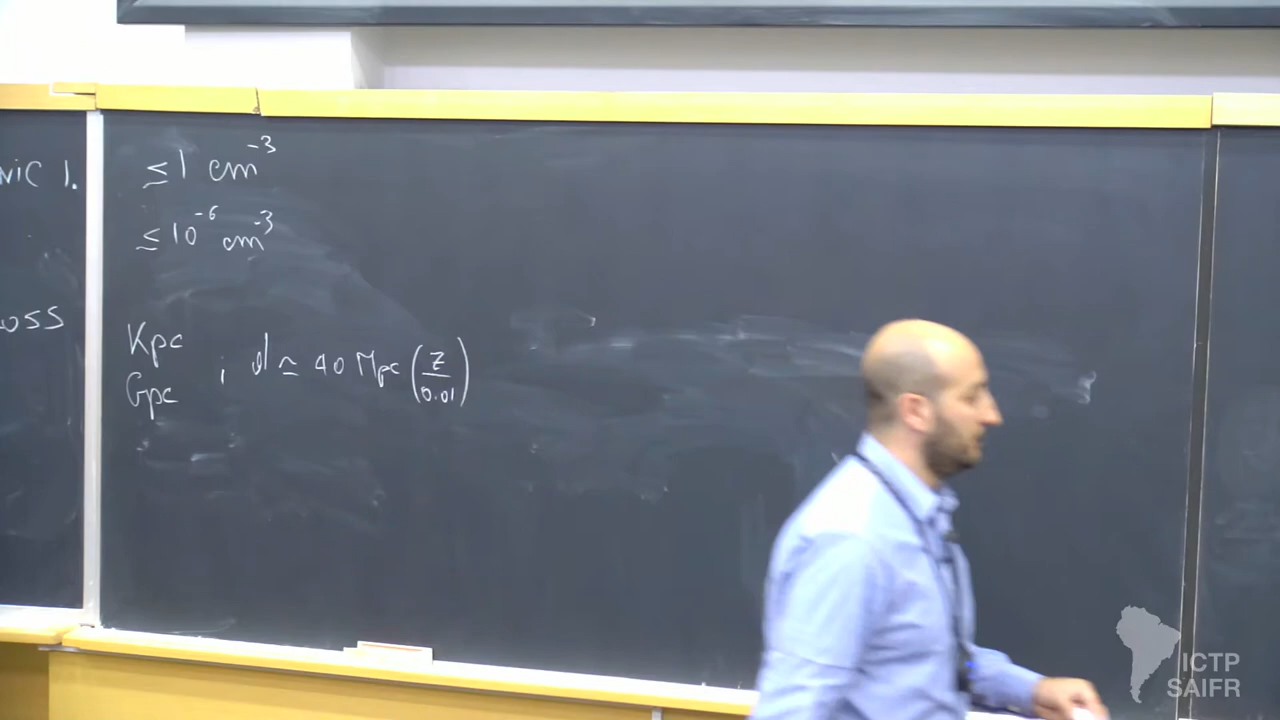 NIC 1.
≤ 1 cm⁻³
≤ 10⁻⁶ cm⁻³
OSS
Kpc
Gpc ; d ≃ 40 Mpc (z/0.01)
ICTP
SAIFR